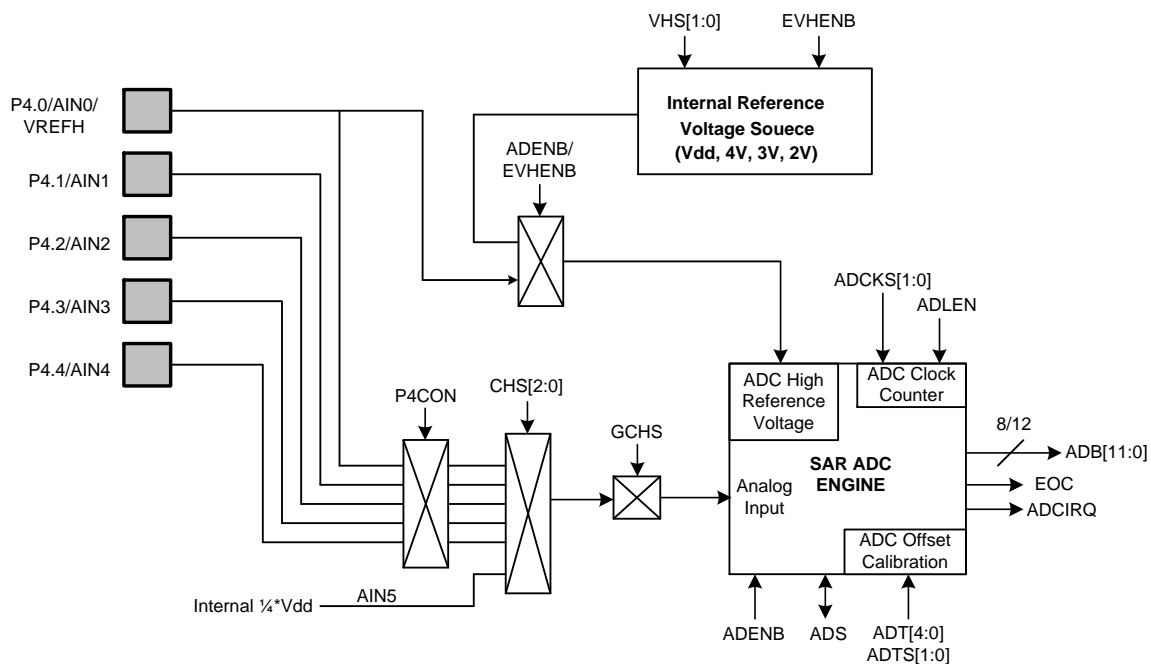 VHS[1:0]
EVHENB
Internal Reference
Voltage Souece
(Vdd, 4V, 3V, 2V)
P4.0/AIN0/
VREFH
P4.1/AIN1
P4.2/AIN2
P4.3/AIN3
P4.4/AIN4
ADENB/
EVHENB
ADCKS[1:0]
ADLEN
P4CON
CHS[2:0]
GCHS
ADC High
Reference
Voltage
ADC Clock
Counter
8/12
ADB[11:0]
EOC
ADCIRQ
SAR ADC
ENGINE
Analog
Input
ADC Offset
Calibration
Internal ¼*Vdd
AIN5
ADENB
ADS
ADT[4:0]
ADTS[1:0]